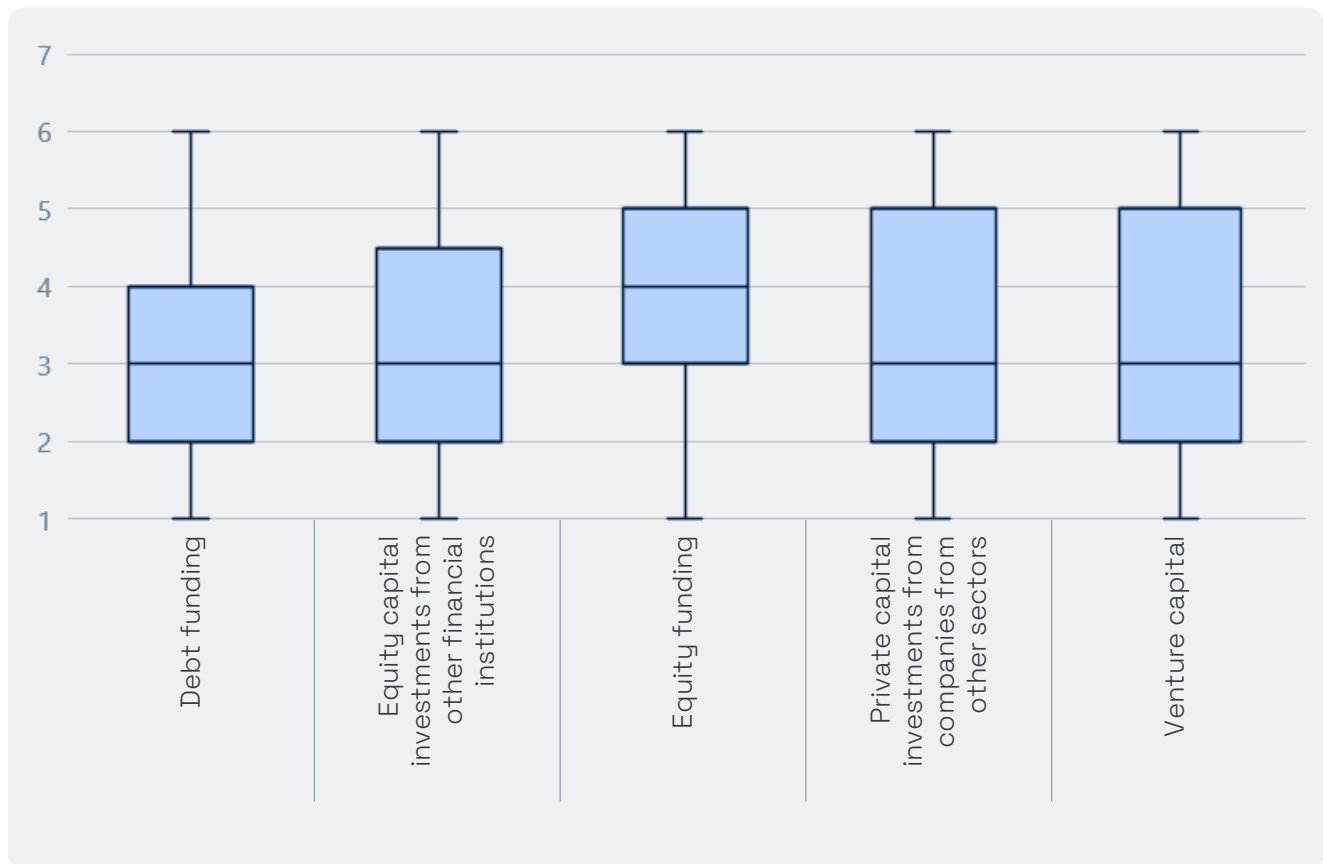 7
6
5
4
3
2
1
Debt funding
Equity capital
investments from
other financial
institutions
Equity funding
Private capital
investments from
companies from
other sectors
Venture capital